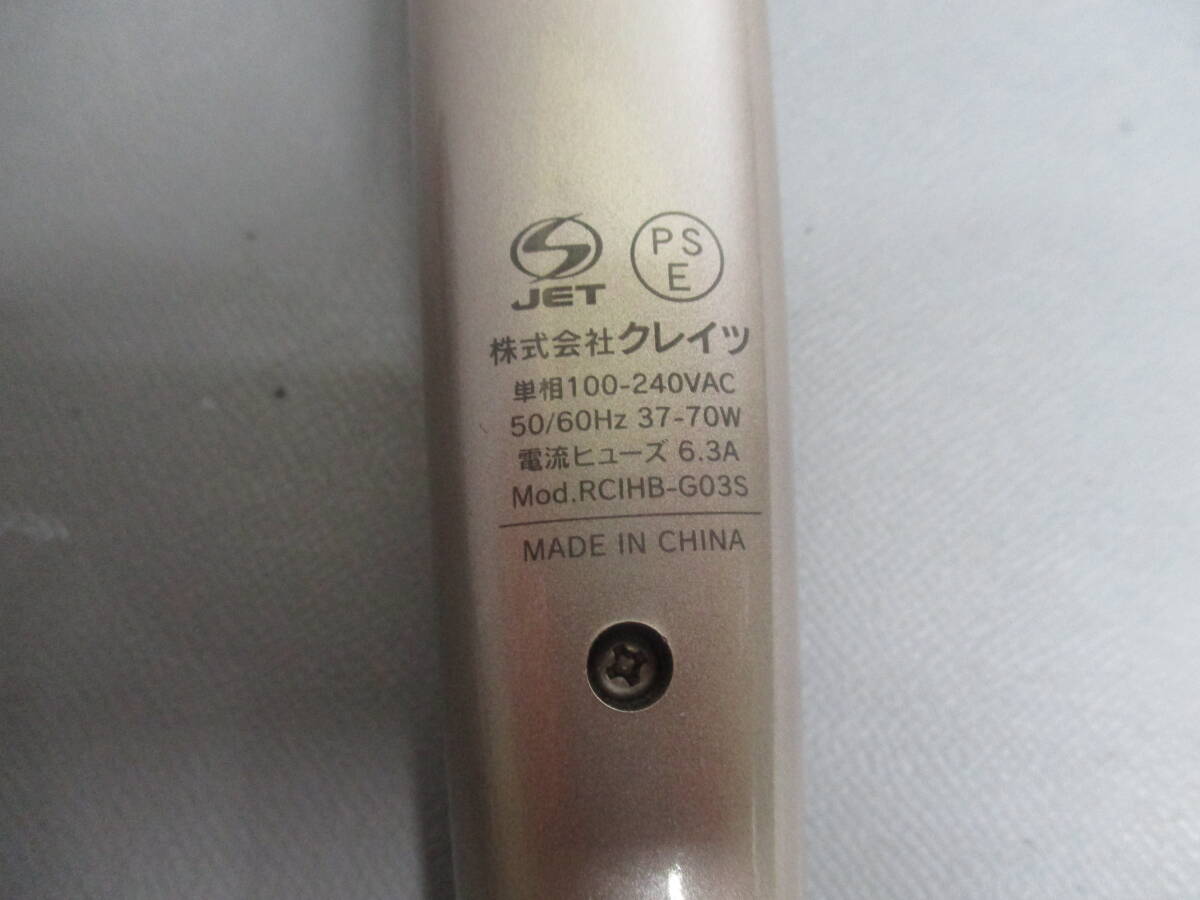 JET
PS
E
株式会社クレイツ
単相100-240VAC
50/60Hz 37-70W
電流ヒューズ 6.3A
Mod.RCIHB-G03S
MADE IN CHINA